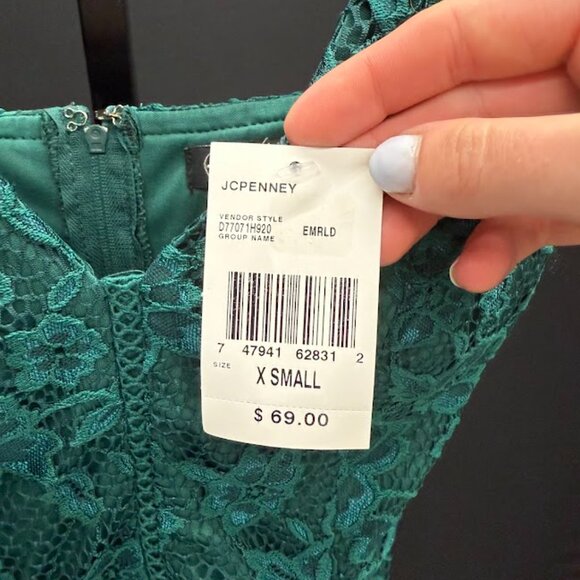 JCPENNEY
VENDOR STYLE
D77071H920 EMRLD
GROUP NAME
7 47941 62831 2
SIZE X SMALL
$ 69.00